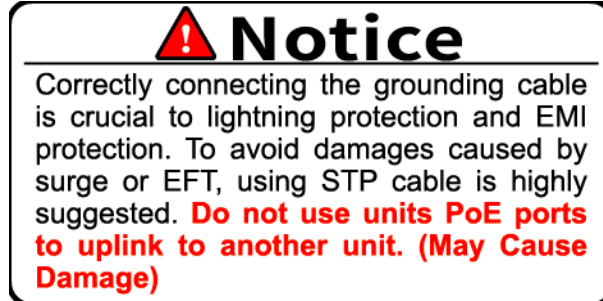 Notice
Correctly connecting the grounding cable
is crucial to lightning protection and EMI
protection. To avoid damages caused by
surge or EFT, using STP cable is highly
suggested. Do not use units PoE ports
to uplink to another unit. (May Cause
Damage)